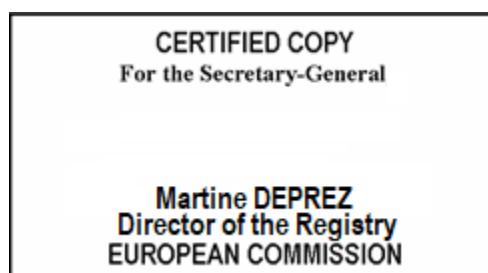 CERTIFIED COPY
For the Secretary-General
Martine DEPREZ
Director of the Registry
EUROPEAN COMMISSION